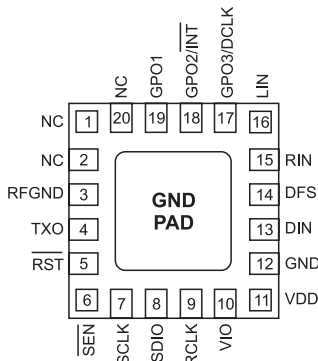 NC
GPO1
GPO2/INT
GPO3/DCLK
LIN
NC 1 20 19 18 17 16
NC 2 15 RIN
RFGND 3 14 DFS
GND
PAD
TXO 4 13 DIN
RST 5 12 GND
6 7 8 9 10 11 VDD
SEN
SCLK
SDIO
RCLK
VIO